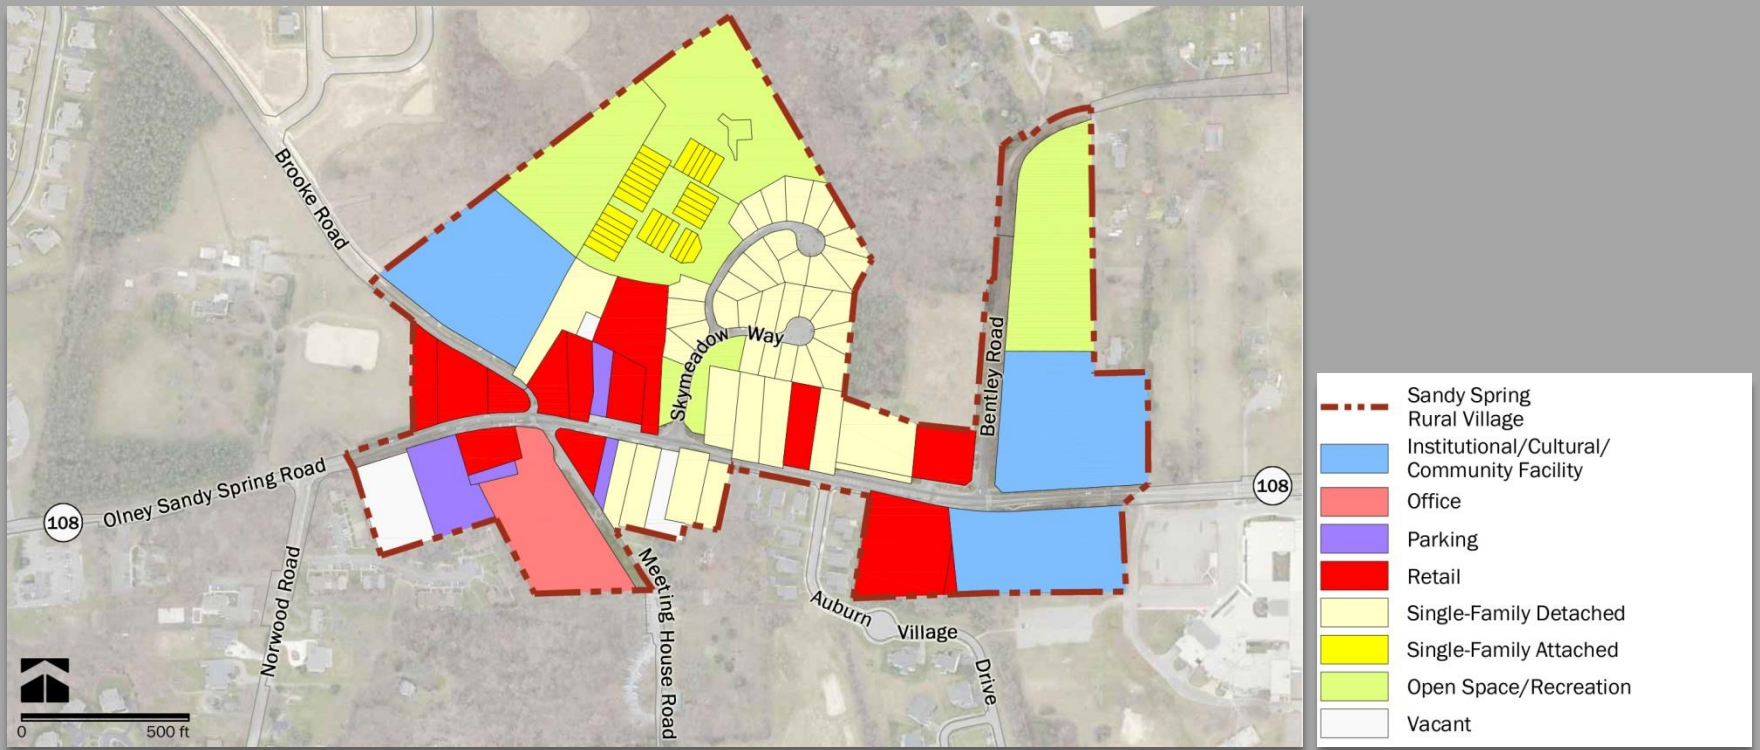 Brooke Road
Skymeadow Way
Bentley Road
108
Olney Sandy Spring Road
108
Norwood Road
Meeting House Road
Auburn Village Drive
0 500 ft
Sandy Spring
Rural Village
Institutional/Cultural/
Community Facility
Office
Parking
Retail
Single-Family Detached
Single-Family Attached
Open Space/Recreation
Vacant